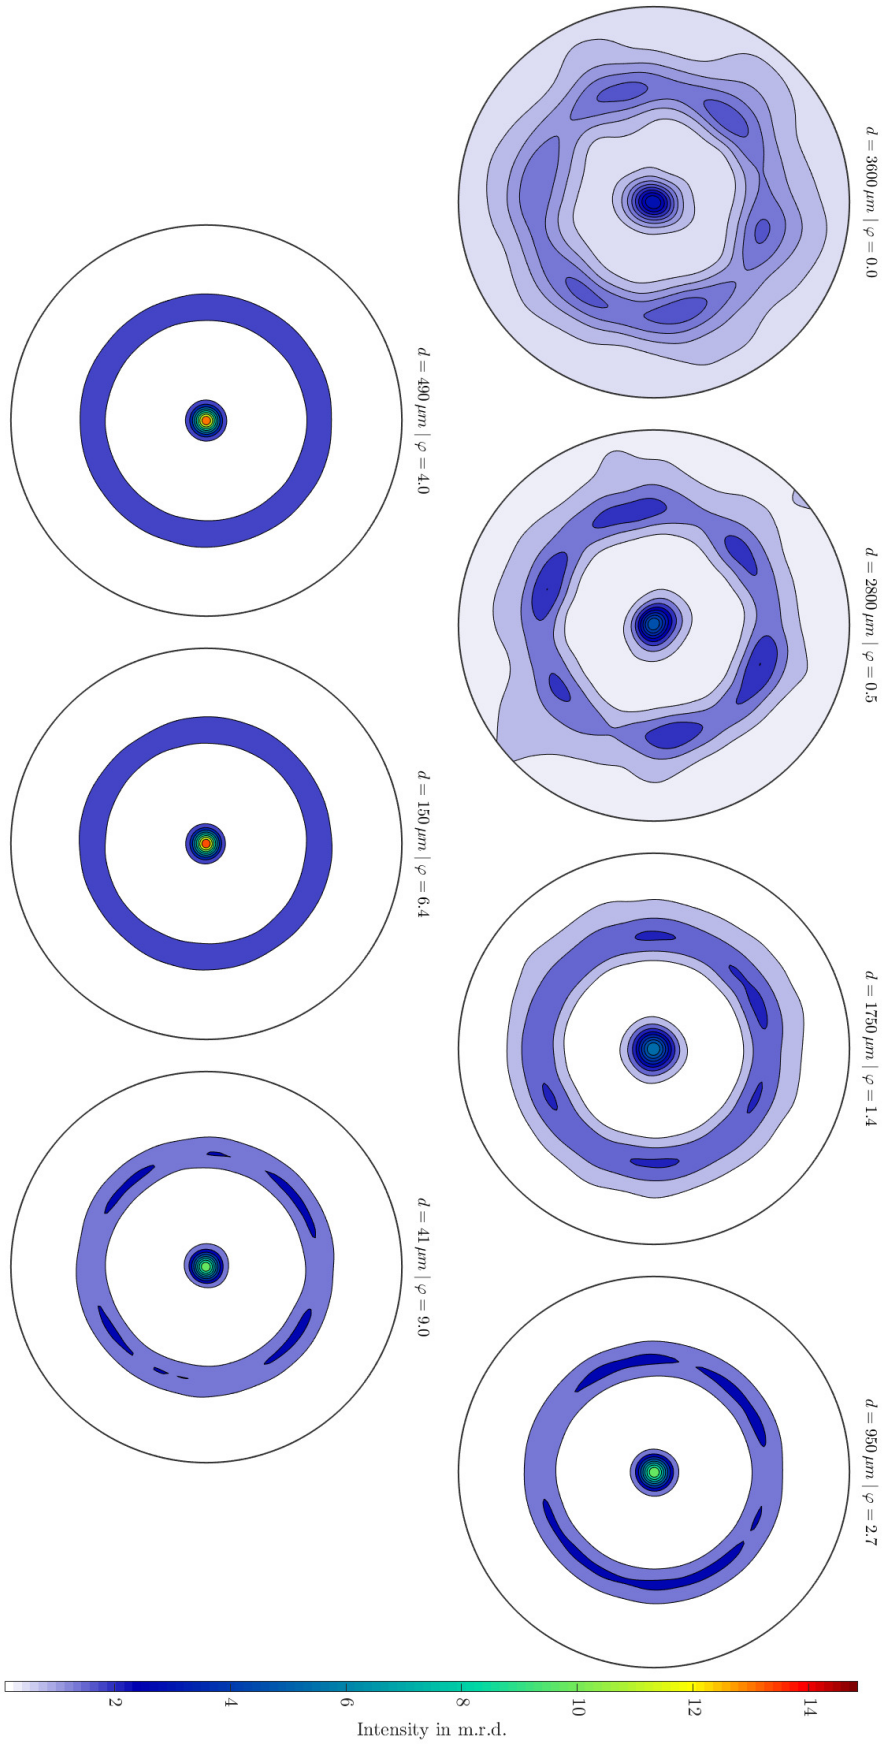 d = 3600 μm | φ = 0.0
d = 2800 μm | φ = 0.5
d = 1750 μm | φ = 1.4
d = 950 μm | φ = 2.7
d = 490 μm | φ = 4.0
d = 150 μm | φ = 6.4
d = 41 μm | φ = 9.0
2 4 6 8 10 12 14
Intensity in m.r.d.